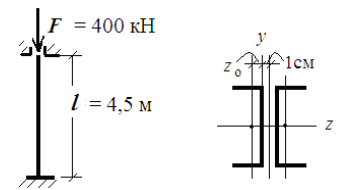 F = 400 кН
l = 4,5 м
y
z₀
1см
z